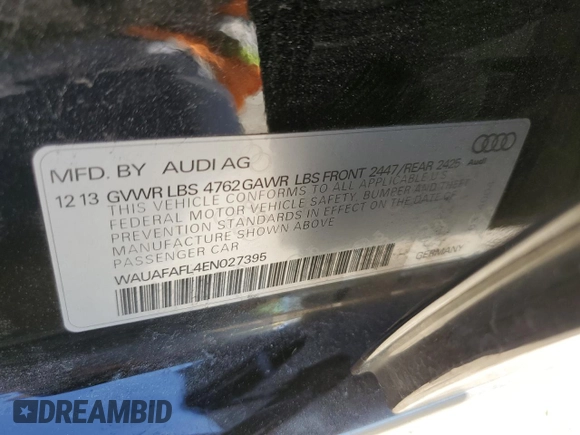 MFD. BY AUDI AG
Audi
12 13 GVWR LBS 4762 GAWR LBS FRONT 2447/REAR 2425
THIS VEHICLE CONFORMS TO ALL APPLICABLE U.S.
FEDERAL MOTOR VEHICLE SAFETY, BUMPER AND THEFT
PREVENTION STANDARDS IN EFFECT ON THE DATE OF
MANUFACTURE SHOWN ABOVE
PASSENGER CAR
WAUAFAFL4EN027395
GERMANY
DREAMBID